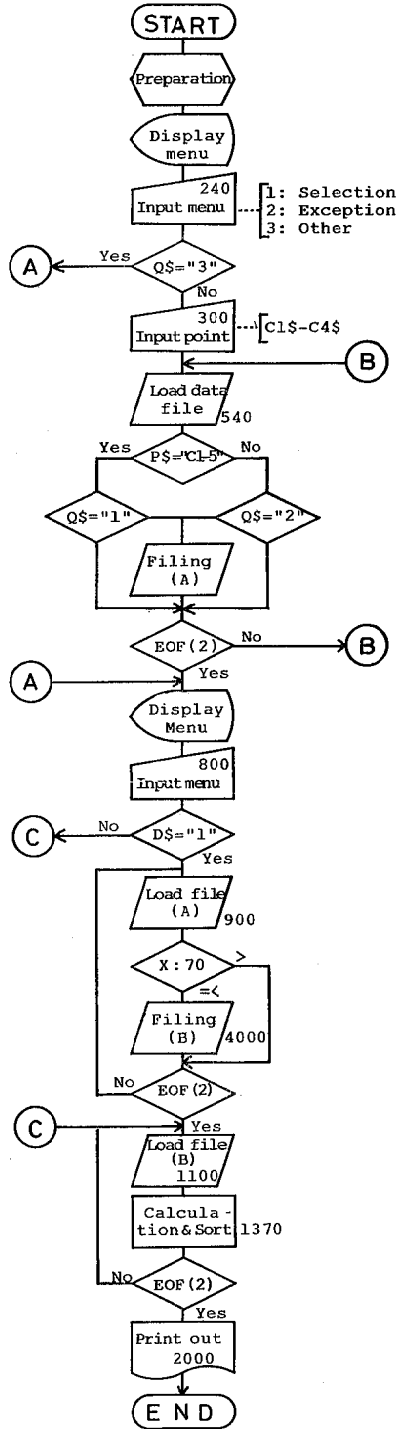 START
Preparation
Display
menu
240
Input menu
1: Selection
2: Exception
3: Other
A
Yes
Q$="3"
No
300
Input point
C1$-C4$
B
Load data
file
540
Yes
P$="C1-5"
No
Q$="1"
Q$="2"
Filing
(A)
EOF(2)
No
B
A
Yes
Display
Menu
800
Input menu
C
No
D$="1"
Yes
Load file
(A)
900
X:70
>
=<
Filing
(B)
4000
No
EOF(2)
C
Yes
Load file
(B)
1100
Calcula-
tion&Sort
1370
No
EOF(2)
Yes
Print out
2000
END